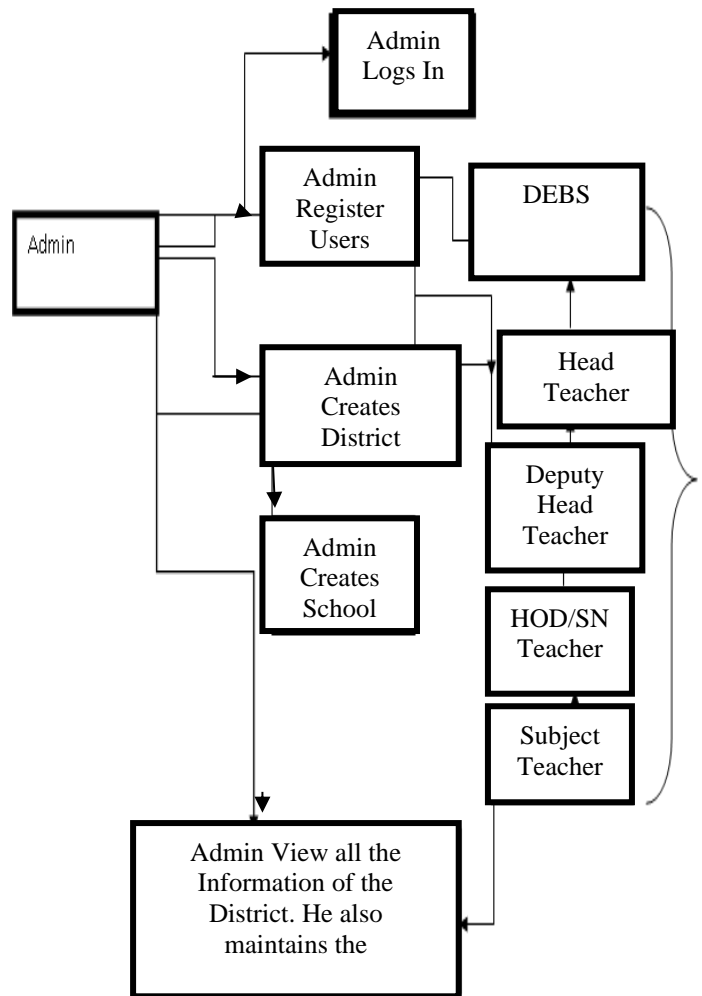 Admin
Logs In
Admin
Register
Users
DEBS
Admin
Head
Teacher
Admin
Creates
District
Deputy
Head
Teacher
Admin
Creates
School
HOD/SN
Teacher
Subject
Teacher
Admin View all the
Information of the
District. He also
maintains the